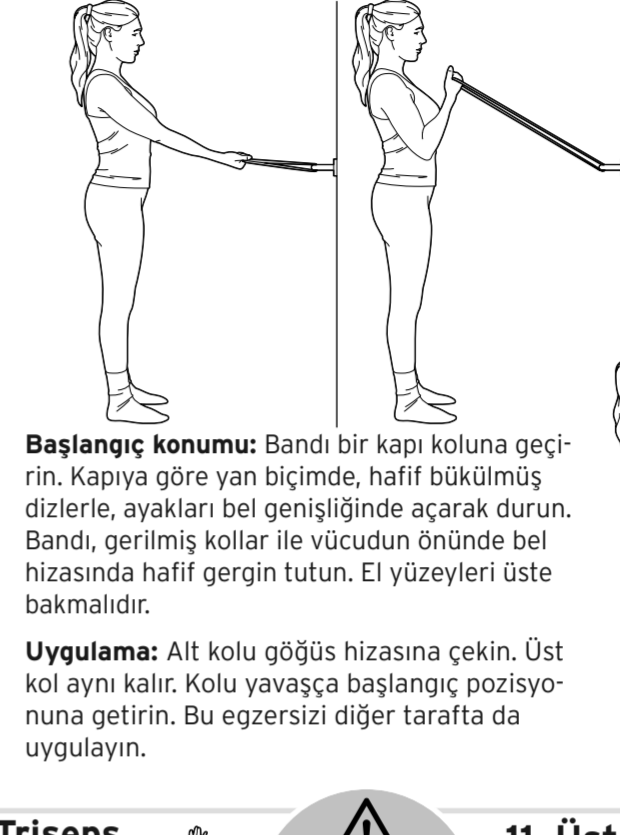 Başlangıç konumu: Bandı bir kapı koluna geçi-
rin. Kapıya göre yan biçimde, hafif bükülmüş
dizlerle, ayakları bel genişliğinde açarak durun.
Bandı, gerilmiş kollar ile vücudun önünde bel
hizasında hafif gergin tutun. El yüzeyleri üste
bakmalıdır.
Uygulama: Alt kolu göğüs hizasına çekin. Üst
kol aynı kalır. Kolu yavaşça başlangıç pozisyo-
nuna getirin. Bu egzersizi diğer tarafta da
uygulayın.
Triseps
11. Üst